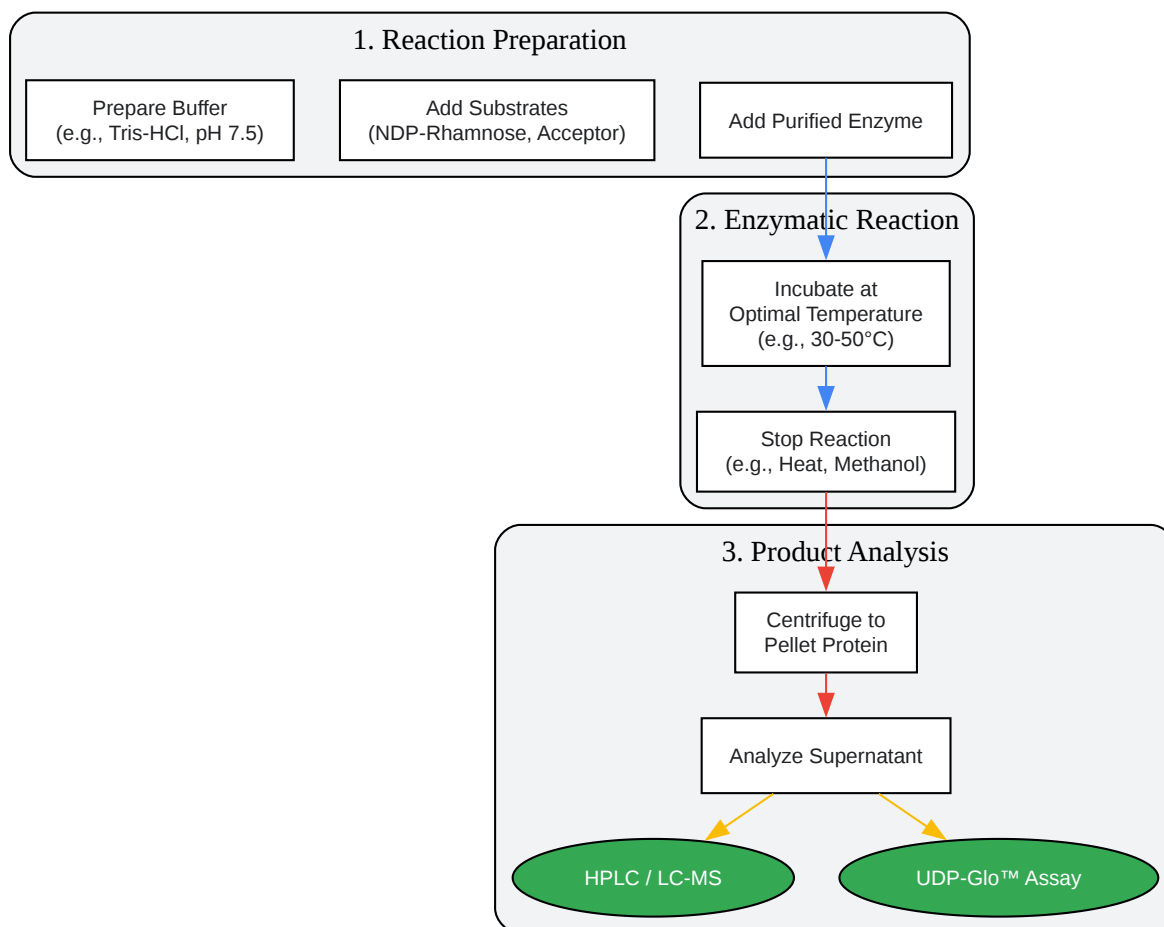 1. Reaction Preparation
Prepare Buffer
(e.g., Tris-HCl, pH 7.5)
Add Substrates
(NDP-Rhamnose, Acceptor)
Add Purified Enzyme
2. Enzymatic Reaction
Incubate at
Optimal Temperature
(e.g., 30-50°C)
Stop Reaction
(e.g., Heat, Methanol)
3. Product Analysis
Centrifuge to
Pellet Protein
Analyze Supernatant
HPLC / LC-MS
UDP-Glo™ Assay